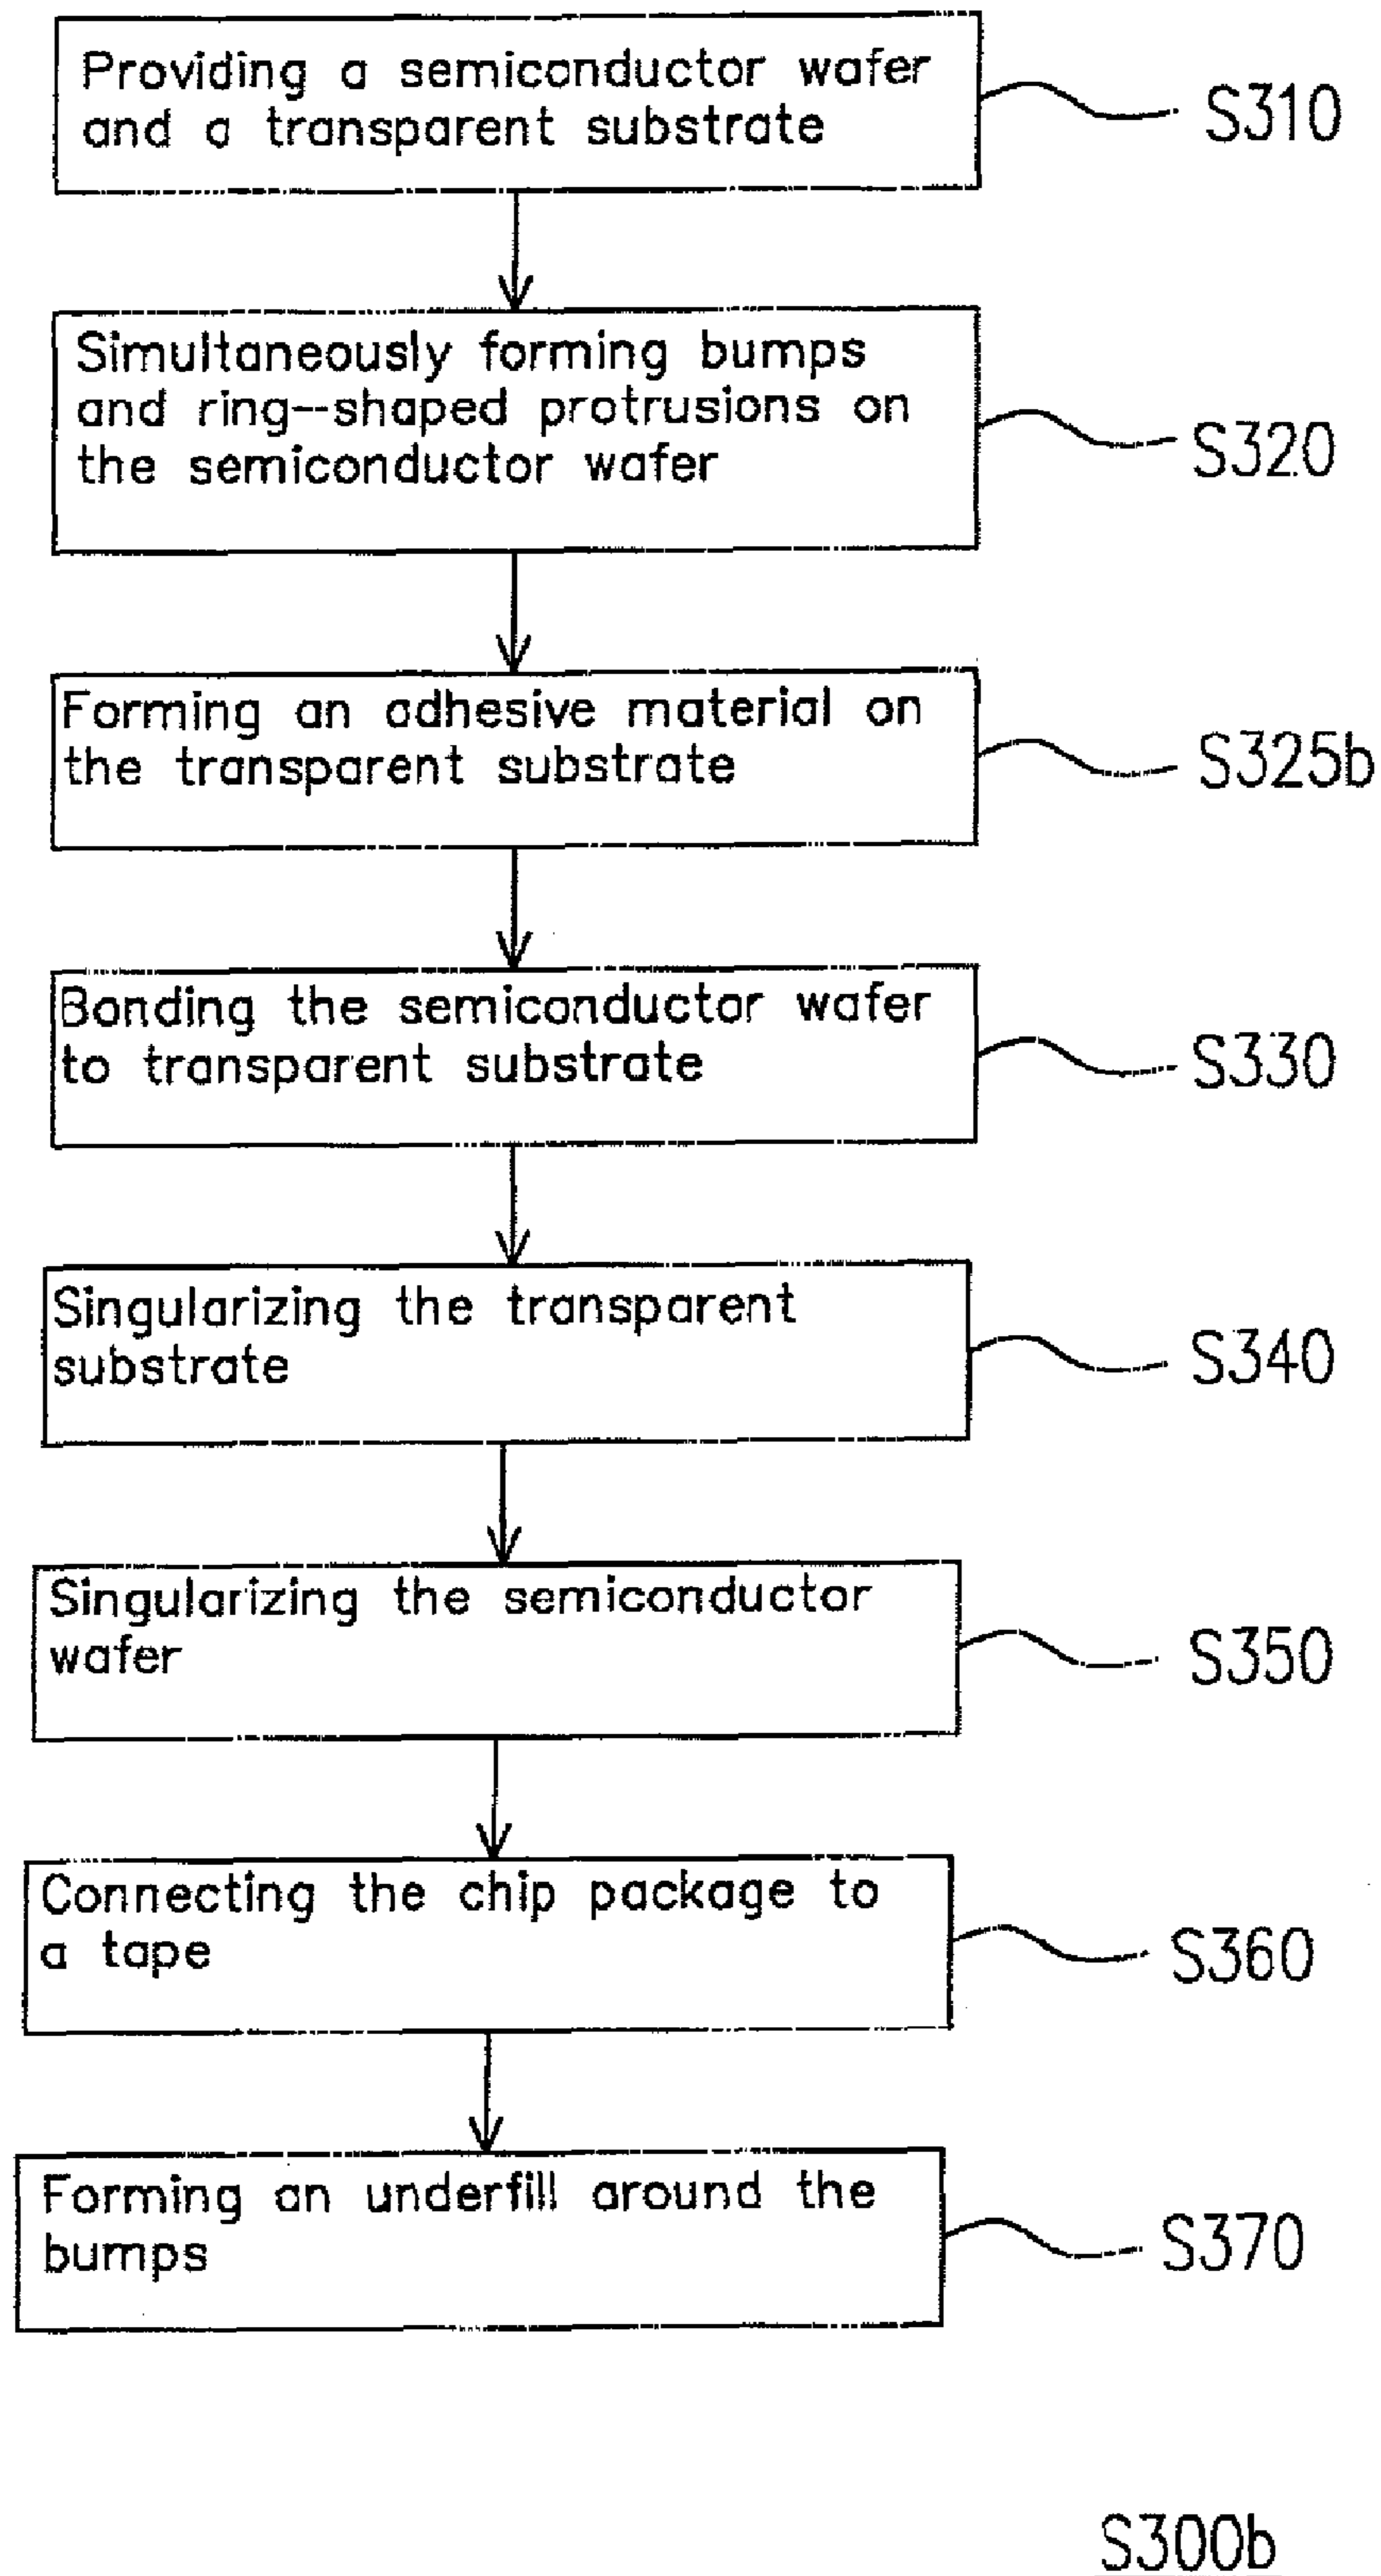 Providing a semiconductor wafer
and a transparent substrate
S310
Simultaneously forming bumps
and ring--shaped protrusions on
the semiconductor wafer
S320
Forming an adhesive material on
the transparent substrate
S325b
Bonding the semiconductor wafer
to transparent substrate
S330
Singularizing the transparent
substrate
S340
Singularizing the semiconductor
wafer
S350
Connecting the chip package to
a tape
S360
Forming an underfill around the
bumps
S370
S300b